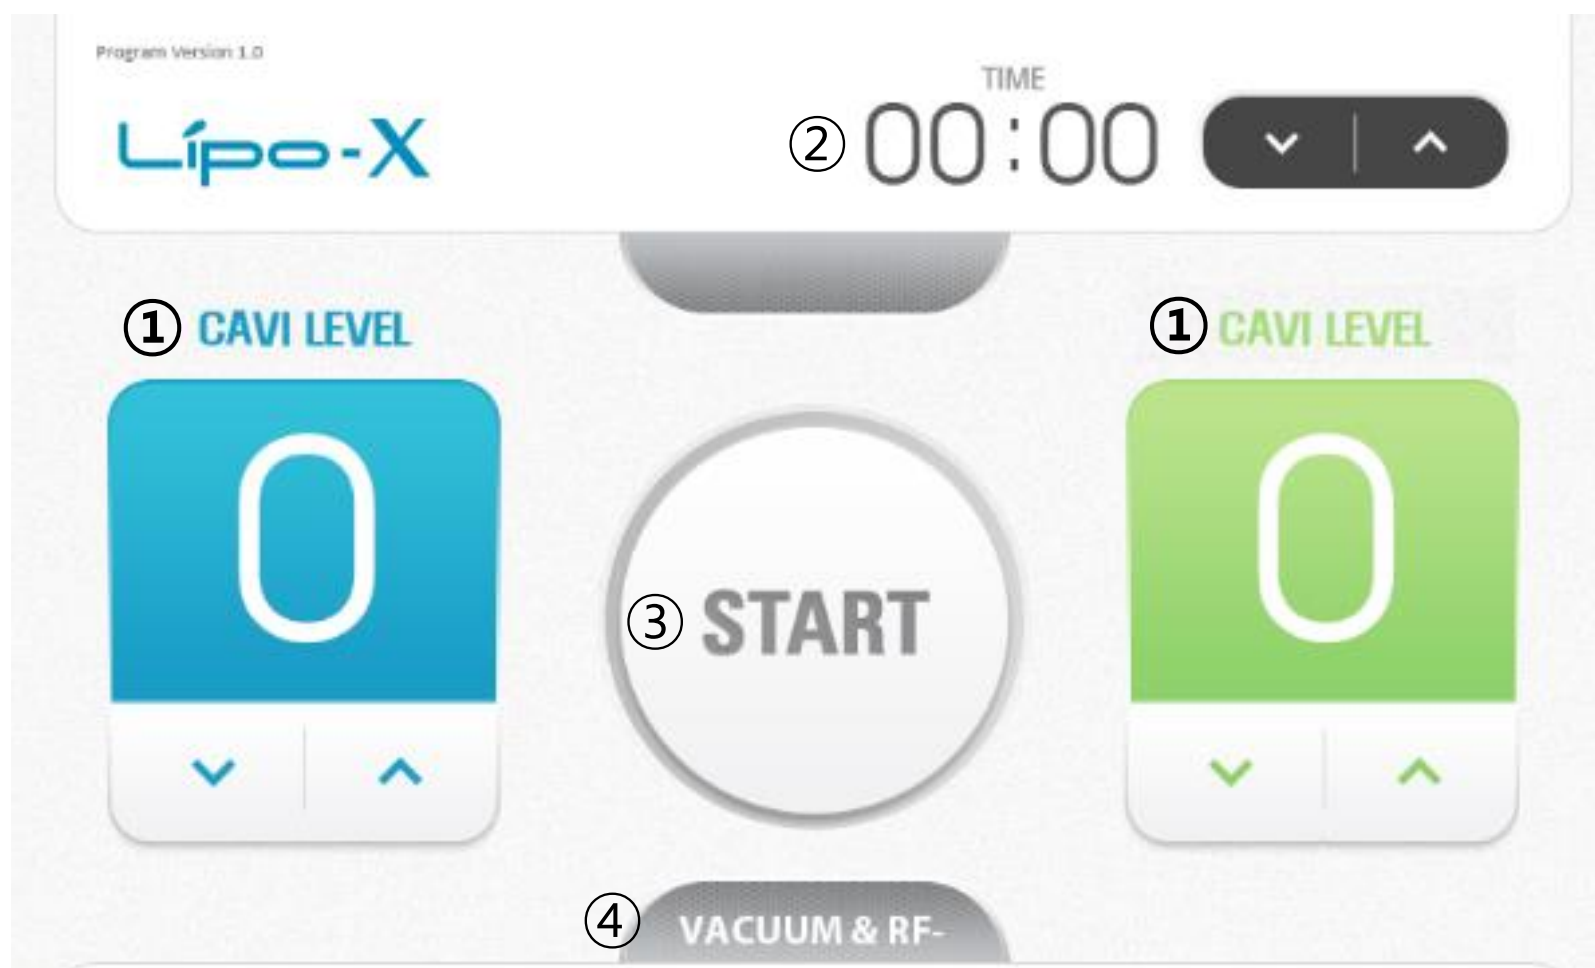 Program Version 1.0
TIME
Lipo-X
② 00:00
① CAVI LEVEL
① CAVI LEVEL
0
0
③ START
④ VACUUM & RF-